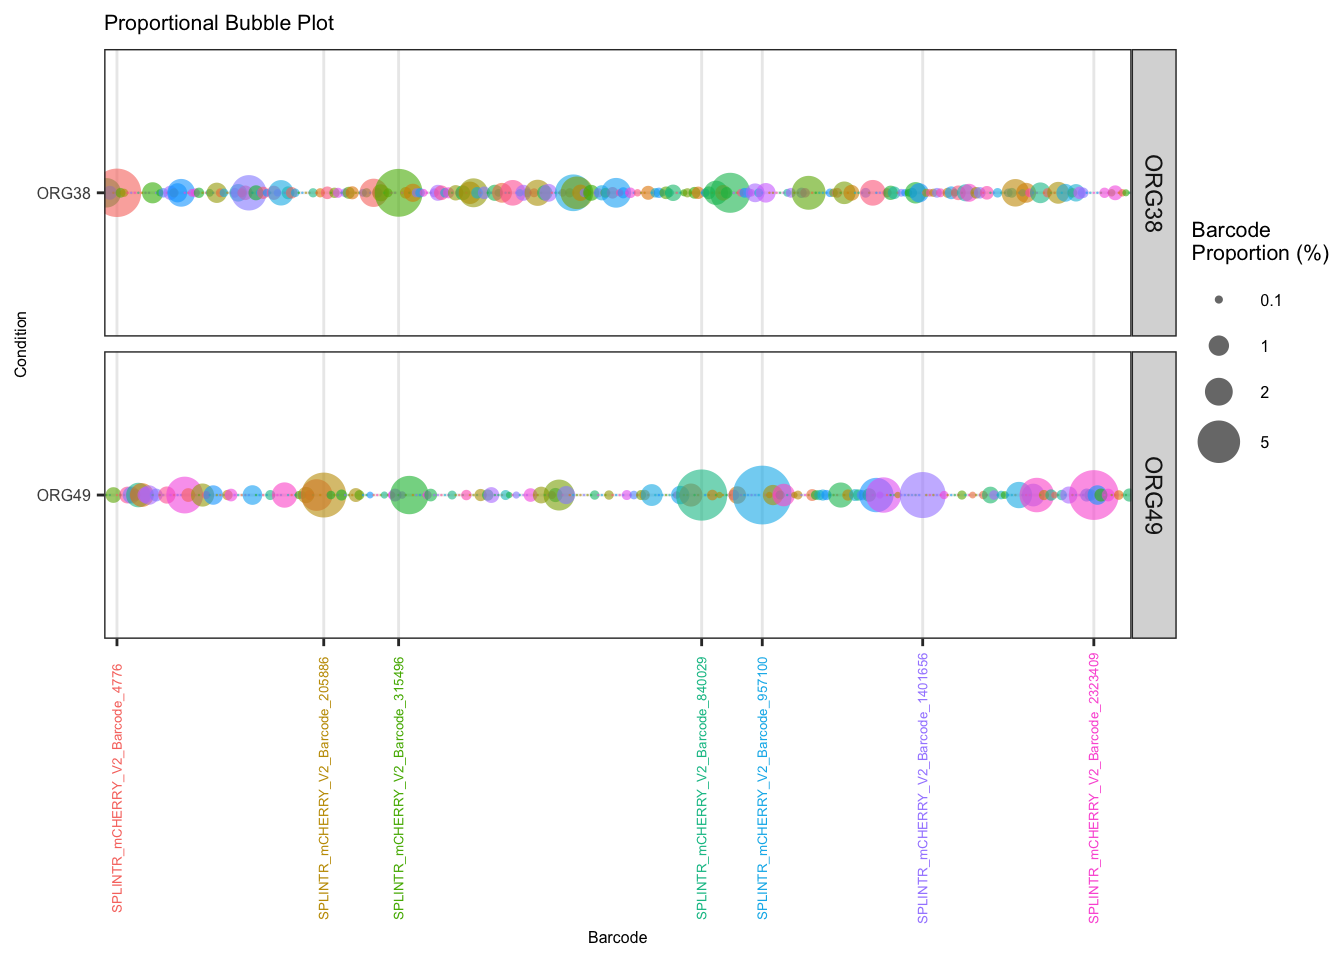 Proportional Bubble Plot
ORG38
ORG38
Condition
ORG49
ORG49
Barcode
Proportion (%)
0.1
1
2
5
SPLINTR_mCHERRY_V2_Barcode_4776
SPLINTR_mCHERRY_V2_Barcode_205886
SPLINTR_mCHERRY_V2_Barcode_315496
SPLINTR_mCHERRY_V2_Barcode_840029
SPLINTR_mCHERRY_V2_Barcode_957100
SPLINTR_mCHERRY_V2_Barcode_1401656
SPLINTR_mCHERRY_V2_Barcode_2323409
Barcode